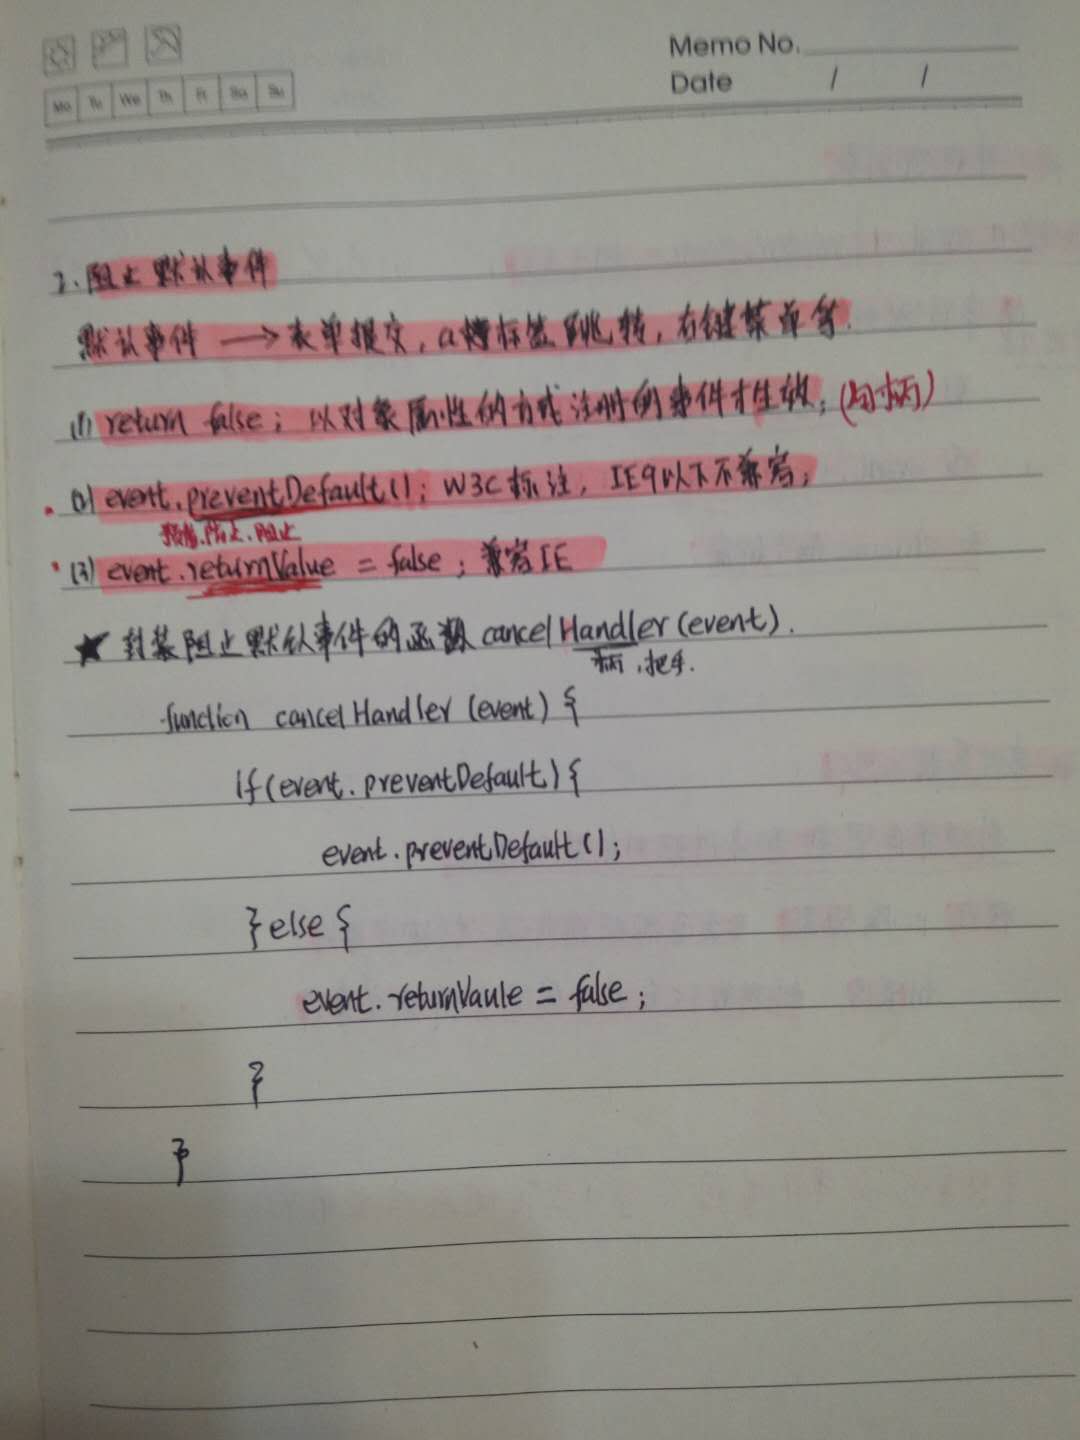 Memo No.
Date / /
Mo Tu We Th Fr Sa Su
2.阻止默认事件
默认事件 → 表单提交,a标签跳转,右键菜单等.
(1) return false; 以对象属性的方式注册的事件才生效;(句柄)
(2) event.preventDefault(); W3C标注,IE9以下不兼容;
预防.防止.阻止
(3) event.returnValue = false; 兼容IE
★ 封装阻止默认事件的函数 cancelHandler(event).
柄,把手.
function cancelHandler(event) {
if(event.preventDefault) {
event.preventDefault();
} else {
event.returnVaule = false;
}
}